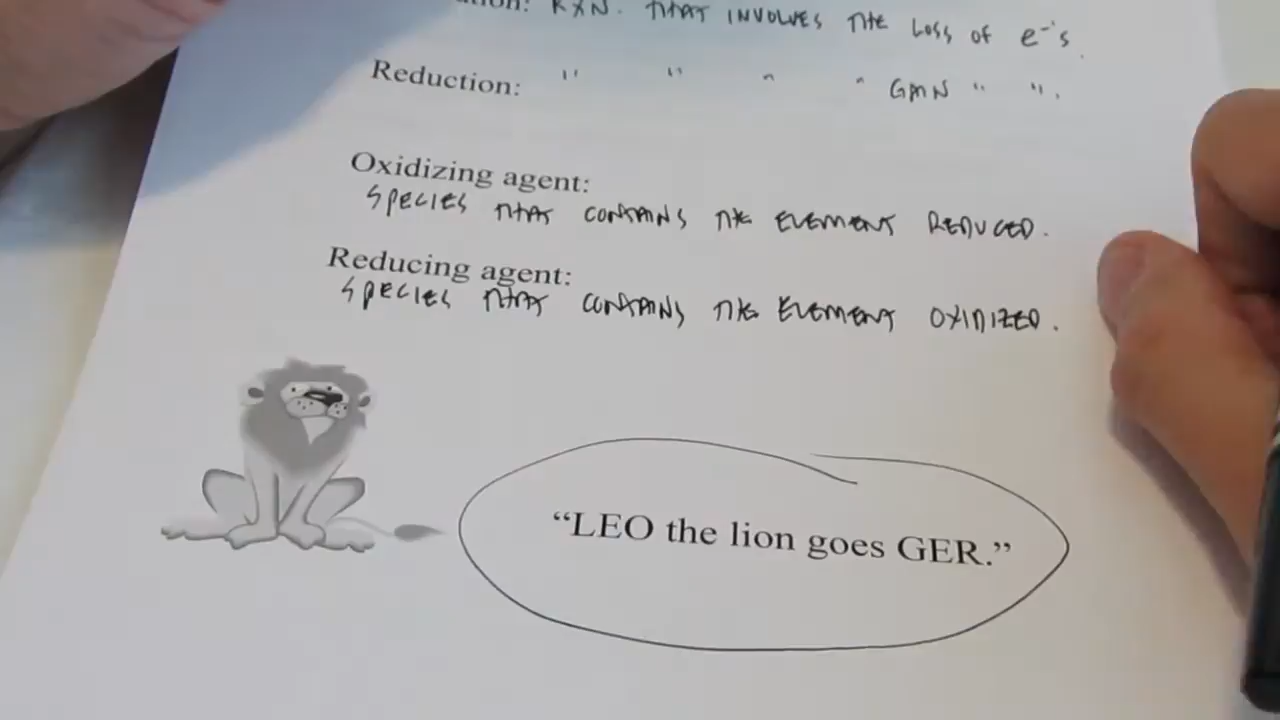 RXN. THAT INVOLVES THE LOSS OF e⁻'s.
Reduction: " " " " GAIN " ".
Oxidizing agent:
SPECIES THAT CONTAINS THE ELEMENT REDUCED.
Reducing agent:
SPECIES THAT CONTAINS THE ELEMENT OXIDIZED.
“LEO the lion goes GER.”